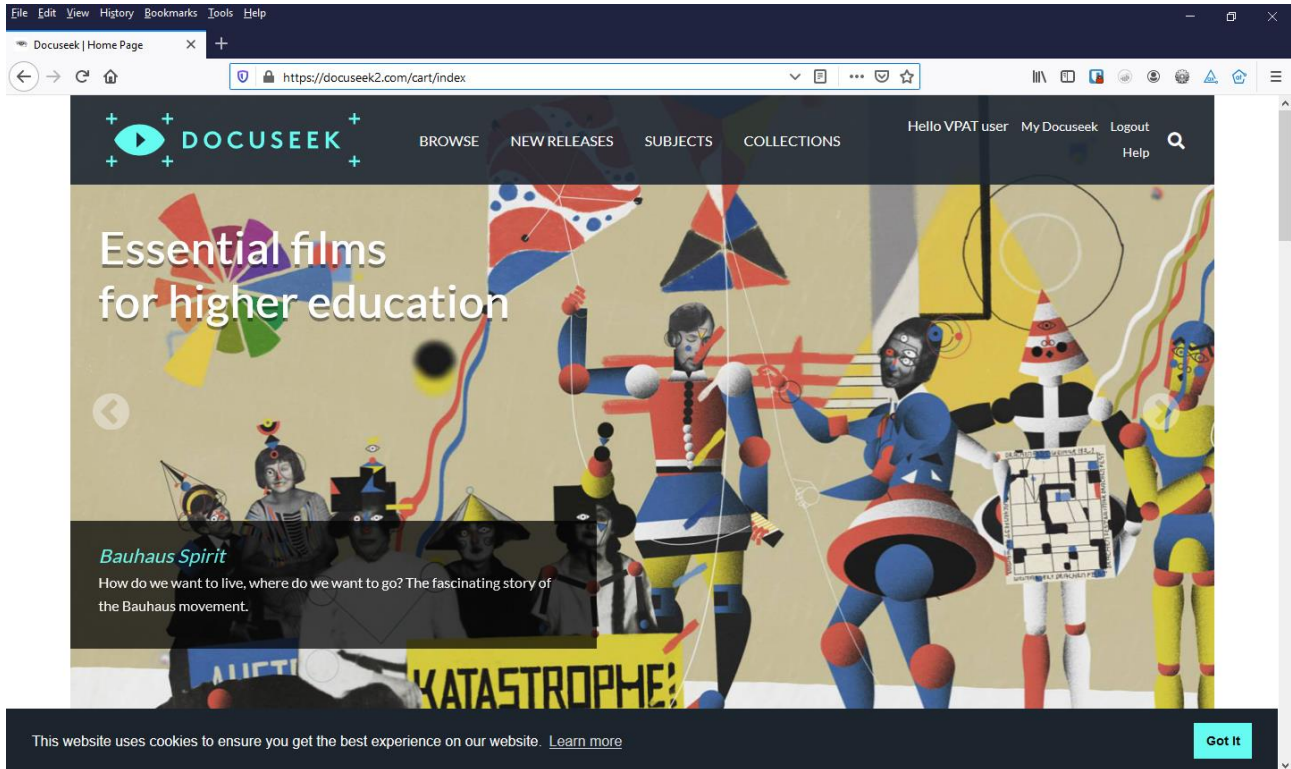 File Edit View History Bookmarks Tools Help
Docuseek | Home Page
https://docuseek2.com/cart/index
DOCUSEEK BROWSE NEW RELEASES SUBJECTS COLLECTIONS Hello VPAT user My Docuseek Logout
Help
Essential films
for higher education
Bauhaus Spirit
How do we want to live, where do we want to go? The fascinating story of
the Bauhaus movement.
KATASTROPHE!
This website uses cookies to ensure you get the best experience on our website. Learn more
Got It